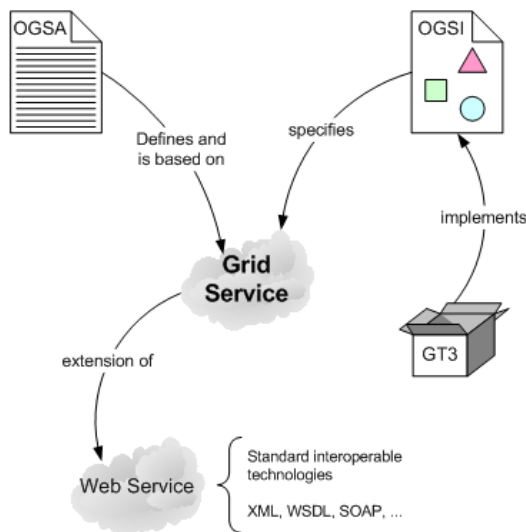 OGSA
OGSI
Defines and
is based on
specifies
implements
Grid
Service
GT3
extension of
Web Service
Standard interoperable
technologies
XML, WSDL, SOAP, ...